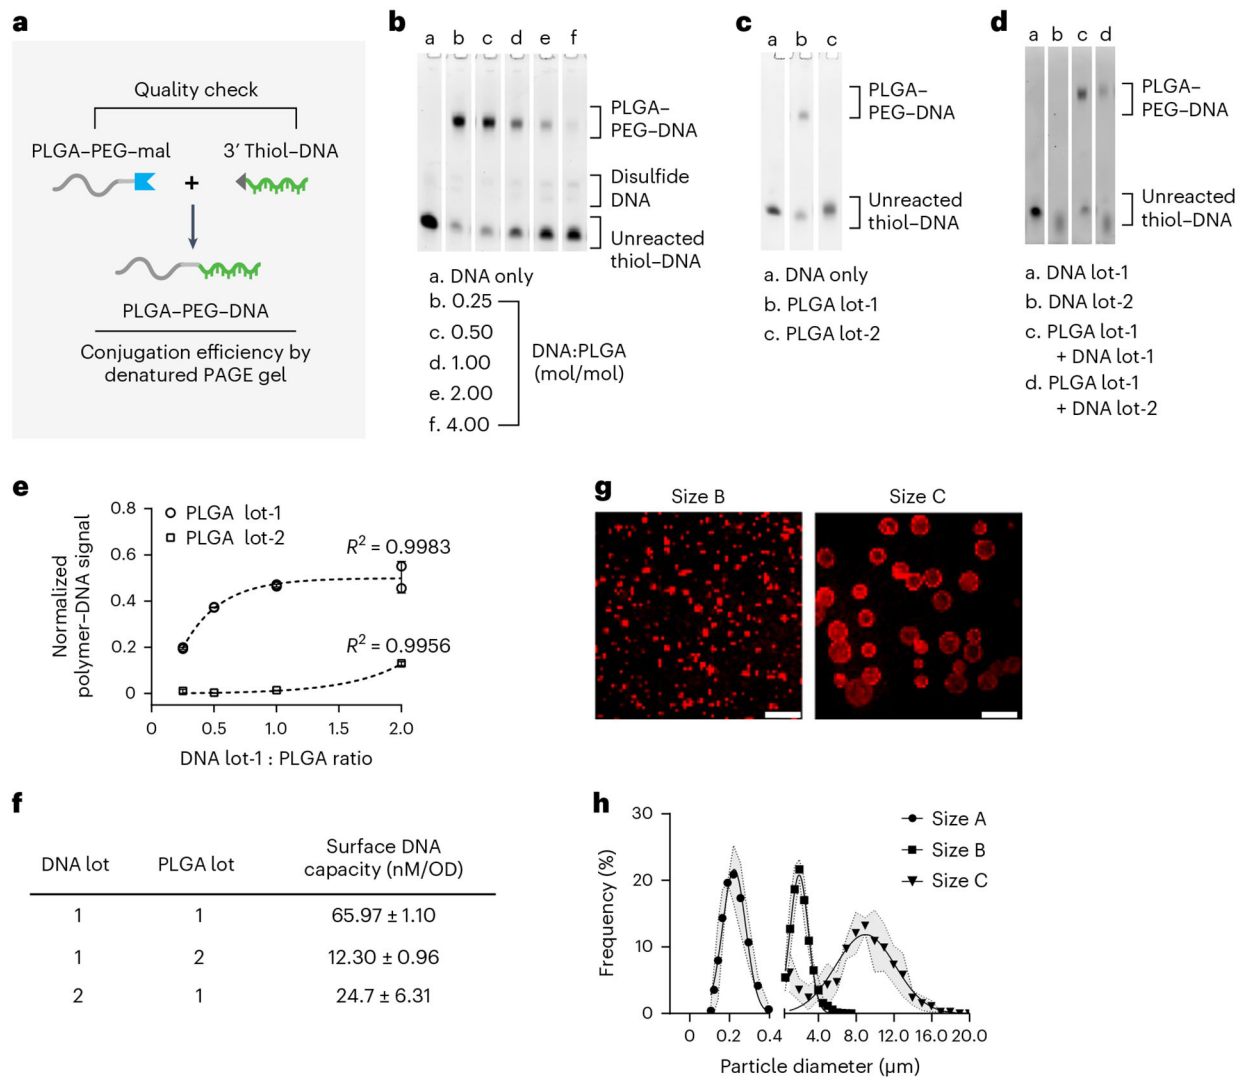 a
Quality check
PLGA–PEG–mal
3′ Thiol–DNA
+
PLGA–PEG–DNA
Conjugation efficiency by
denatured PAGE gel
b
a b c d e f
PLGA–
PEG–DNA
Disulfide
DNA
Unreacted
thiol–DNA
a. DNA only
b. 0.25
c. 0.50
d. 1.00
e. 2.00
f. 4.00
DNA:PLGA
(mol/mol)
c
a b c
PLGA–
PEG–DNA
Unreacted
thiol–DNA
a. DNA only
b. PLGA lot-1
c. PLGA lot-2
d
a b c d
PLGA–
PEG–DNA
Unreacted
thiol–DNA
a. DNA lot-1
b. DNA lot-2
c. PLGA lot-1
+ DNA lot-1
d. PLGA lot-1
+ DNA lot-2
e
Normalized
polymer–DNA signal
0.8
0.6
0.4
0.2
0
PLGA lot-1
PLGA lot-2
R² = 0.9983
R² = 0.9956
0 0.5 1.0 1.5 2.0
DNA lot-1 : PLGA ratio
g
Size B
Size C
f
DNA lot PLGA lot Surface DNA
capacity (nM/OD)
1 1 65.97 ± 1.10
1 2 12.30 ± 0.96
2 1 24.7 ± 6.31
h
Frequency (%)
30
20
10
0
Size A
Size B
Size C
0 0.2 0.4 4.0 8.0 12.0 16.0 20.0
Particle diameter (μm)